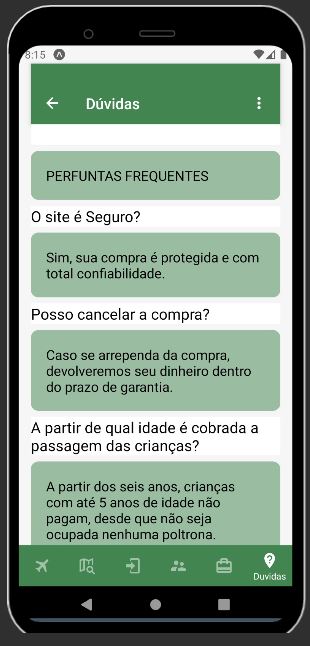 8:15
Dúvidas
PERFUNTAS FREQUENTES
O site é Seguro?
Sim, sua compra é protegida e com
total confiabilidade.
Posso cancelar a compra?
Caso se arrependa da compra,
devolveremos seu dinheiro dentro
do prazo de garantia.
A partir de qual idade é cobrada a
passagem das crianças?
A partir dos seis anos, crianças
com até 5 anos de idade não
pagam, desde que não seja
ocupada nenhuma poltrona.
Duvidas